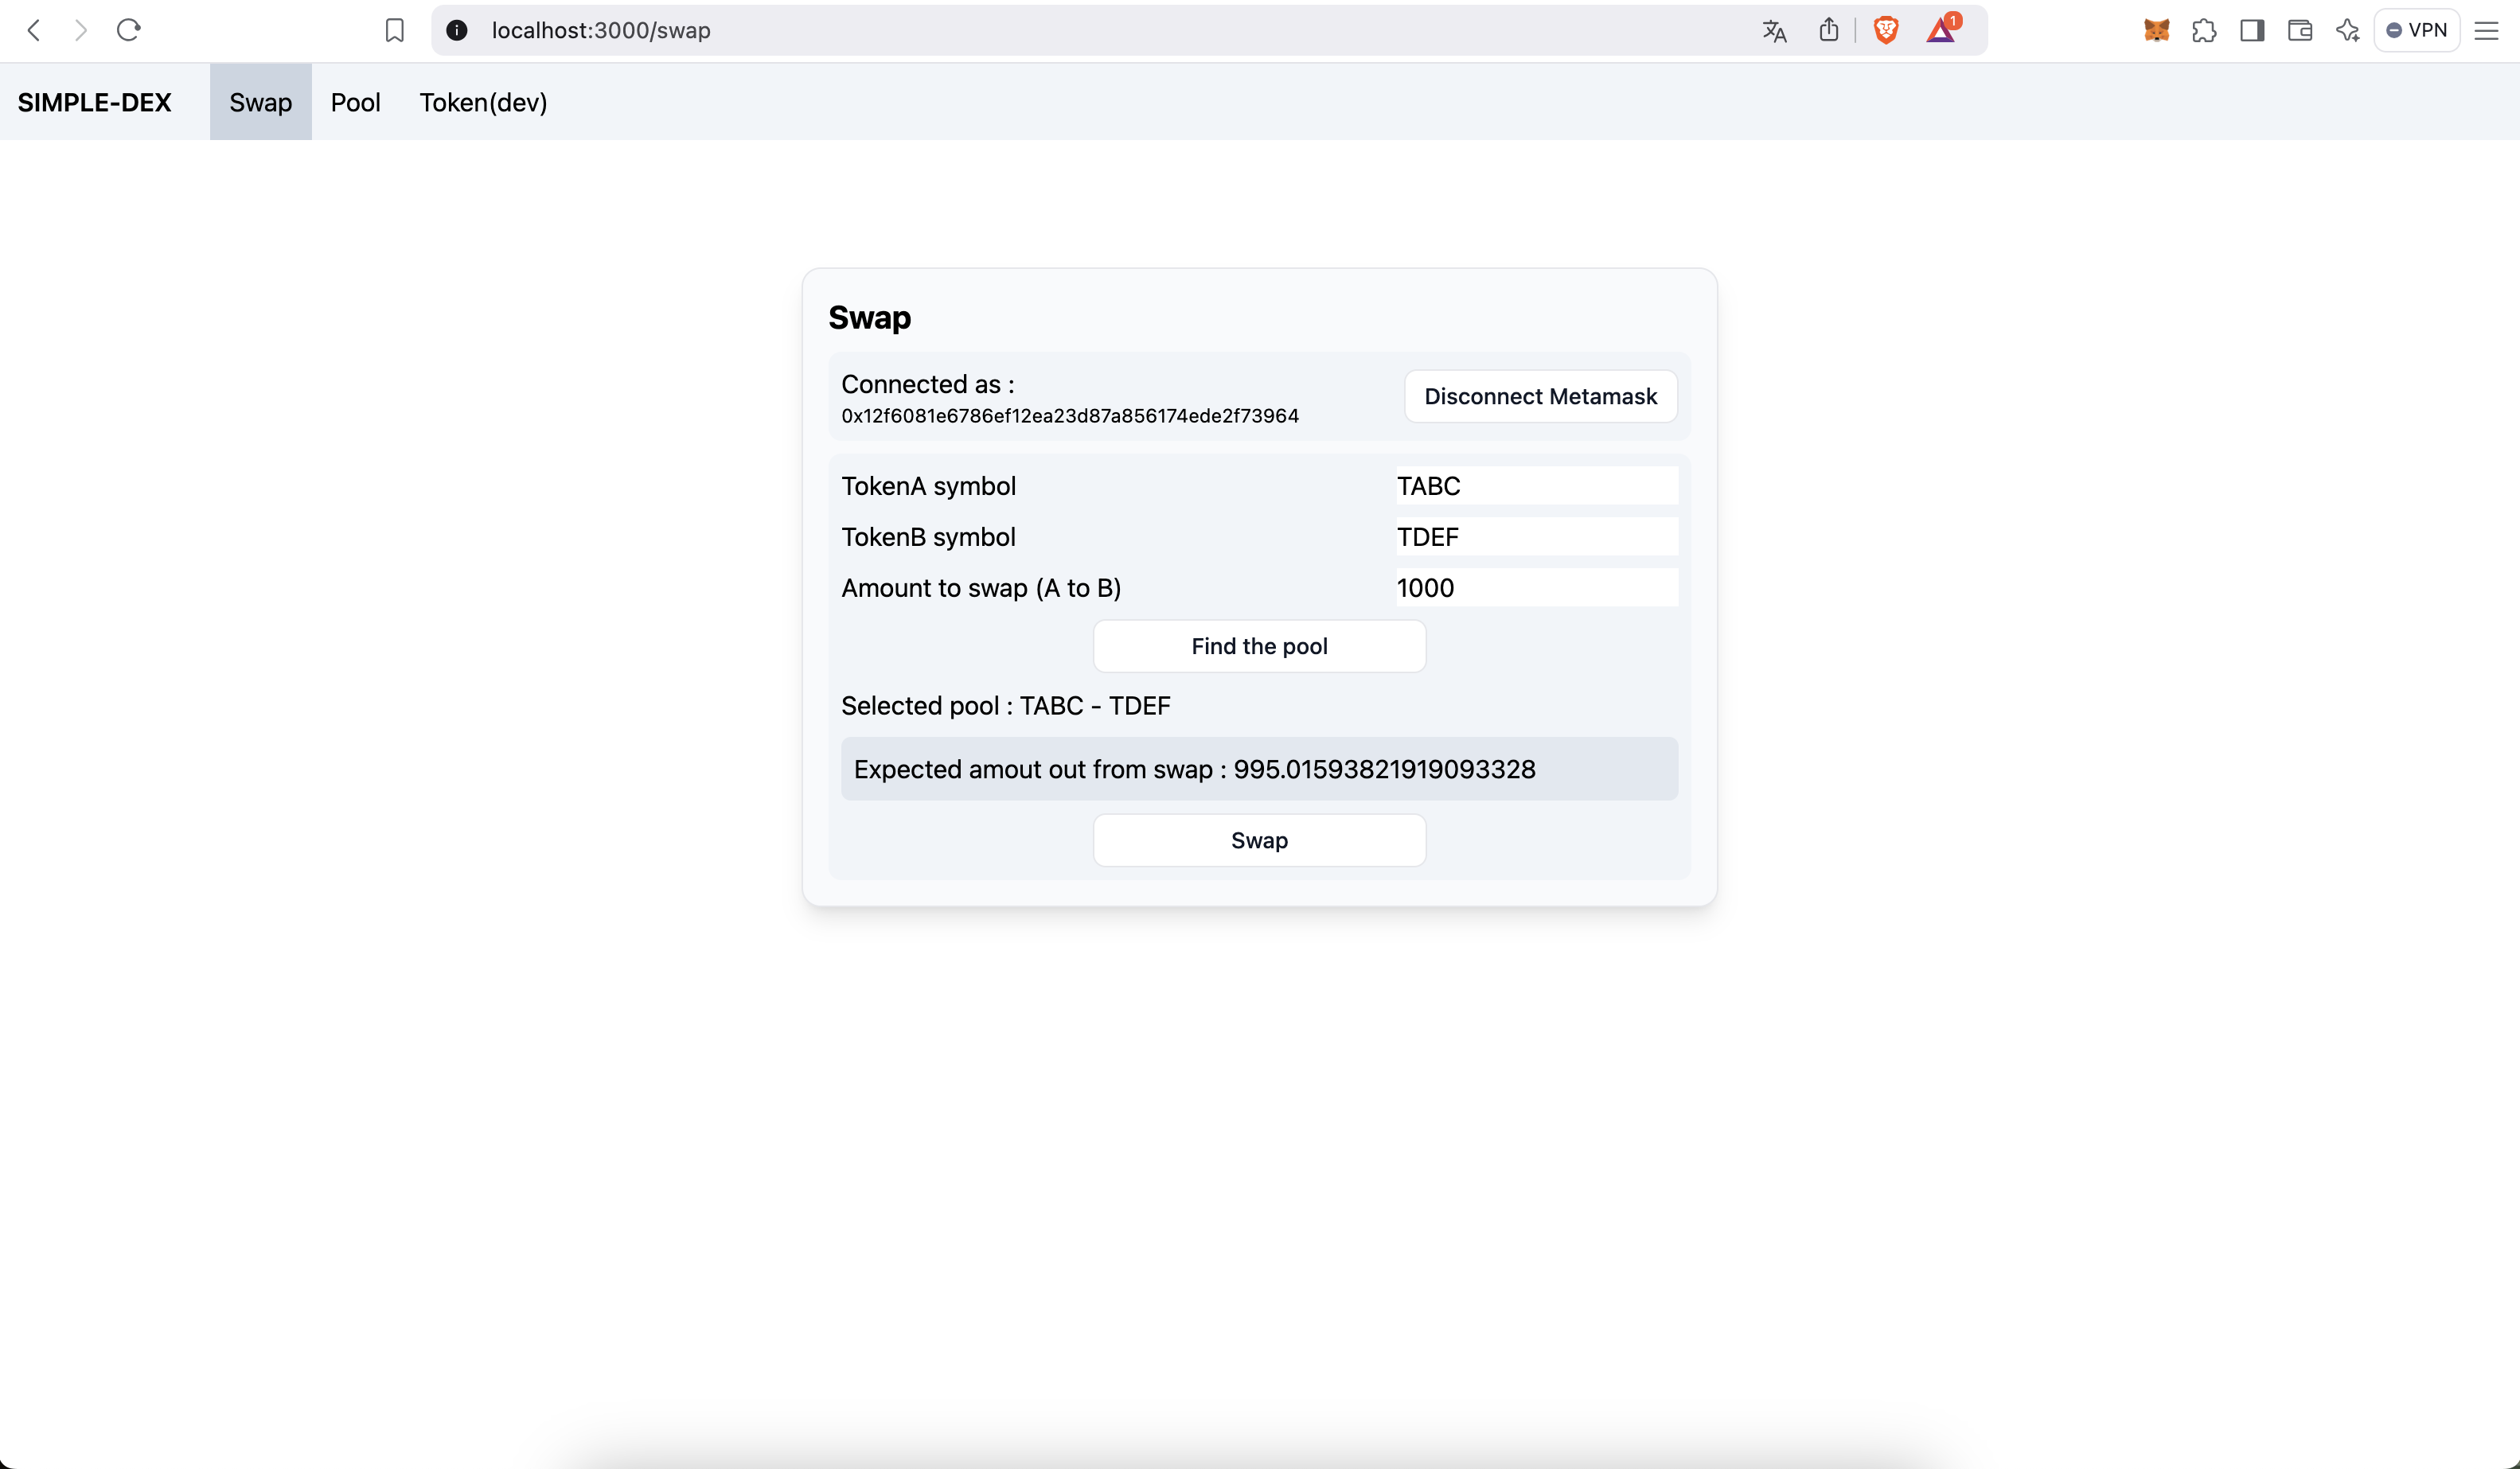 localhost:3000/swap
1
VPN
SIMPLE-DEX Swap Pool Token(dev)
Swap
Connected as :
0x12f6081e6786ef12ea23d87a856174ede2f73964
Disconnect Metamask
TokenA symbol TABC
TokenB symbol TDEF
Amount to swap (A to B) 1000
Find the pool
Selected pool : TABC - TDEF
Expected amout out from swap : 995.01593821919093328
Swap